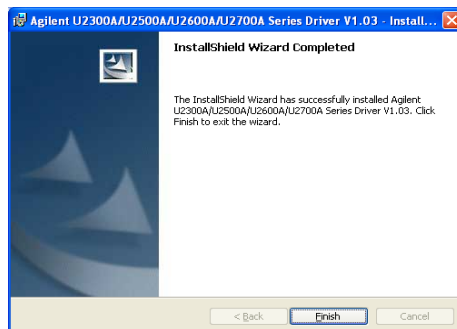 Agilent U2300A/U2500A/U2600A/U2700A Series Driver V1.03 - Install...
InstallShield Wizard Completed
The InstallShield Wizard has successfully installed Agilent
U2300A/U2500A/U2600A/U2700A Series Driver V1.03. Click
Finish to exit the wizard.
< Back Finish Cancel